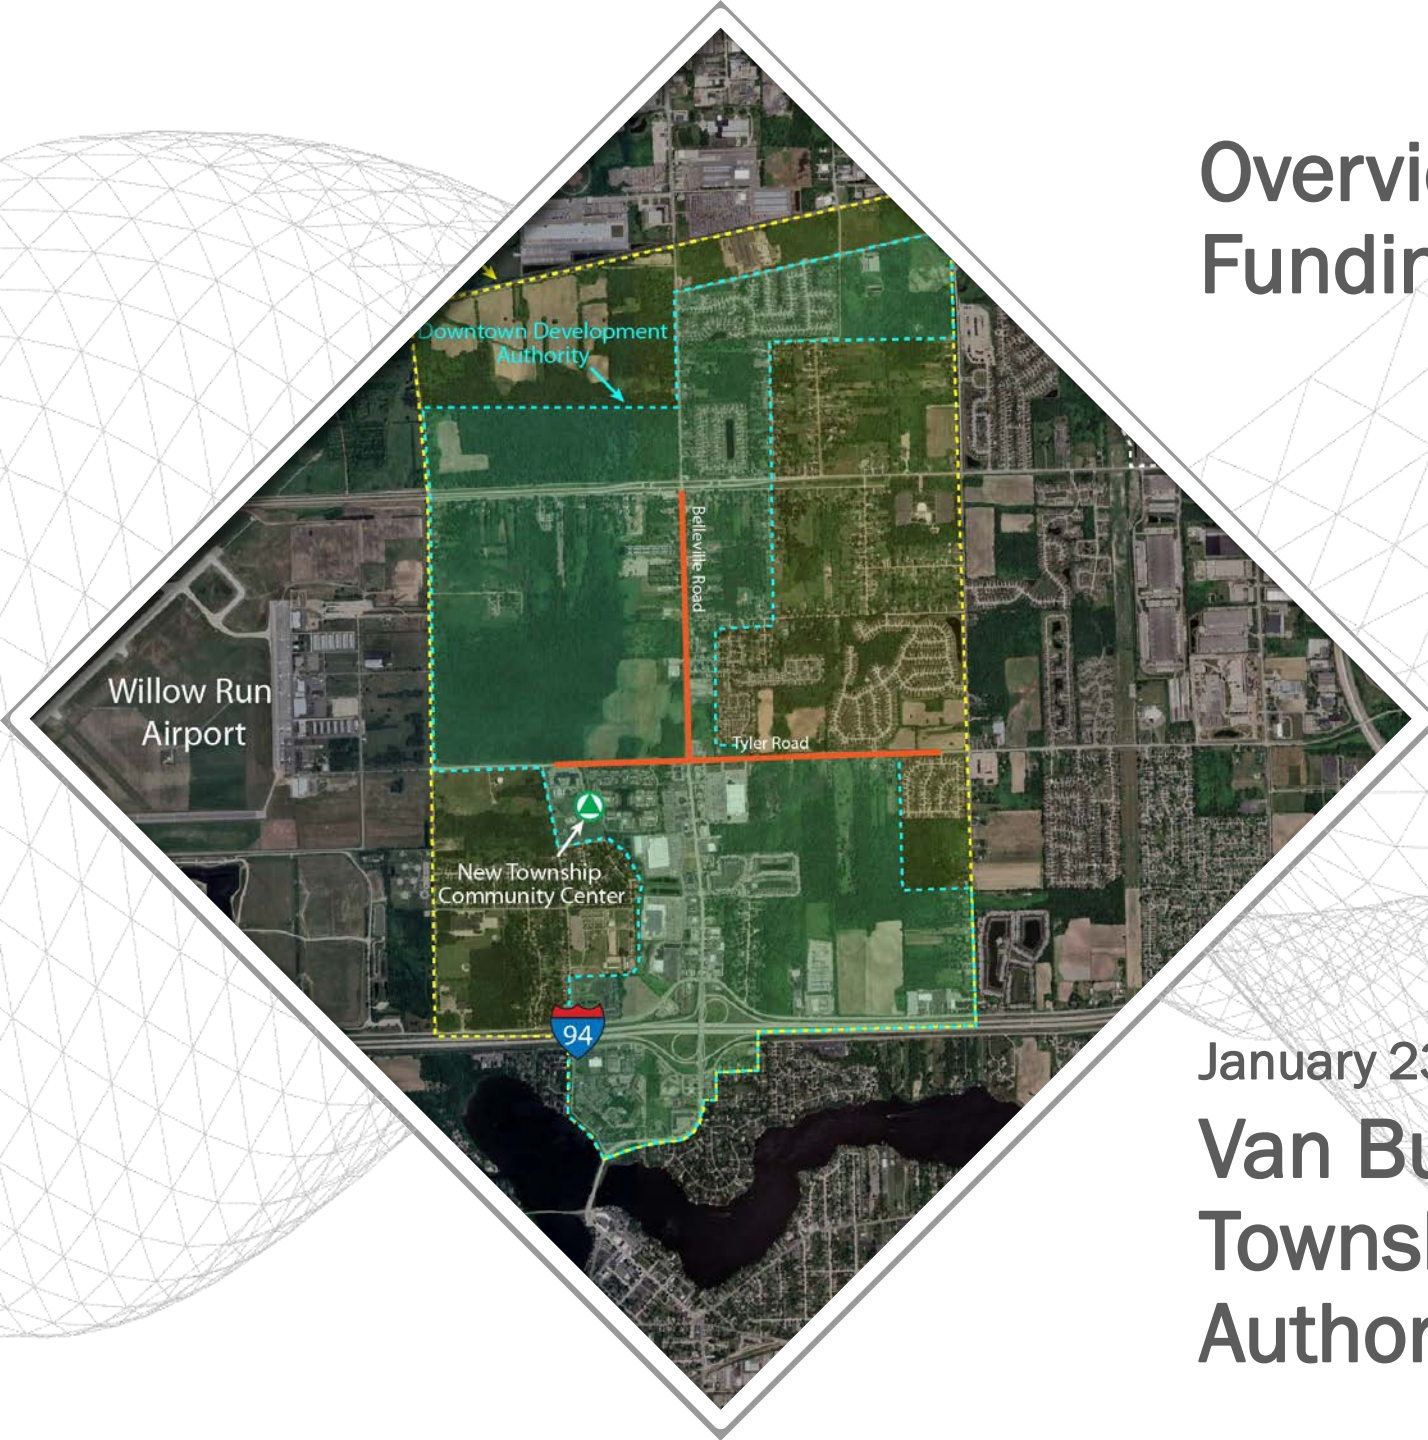 Overvi
Fundin
Downtown Development
Authority
Belleville Road
Willow Run
Airport
Tyler Road
New Township
Community Center
94
January 23
Van Bu
Towns
Author